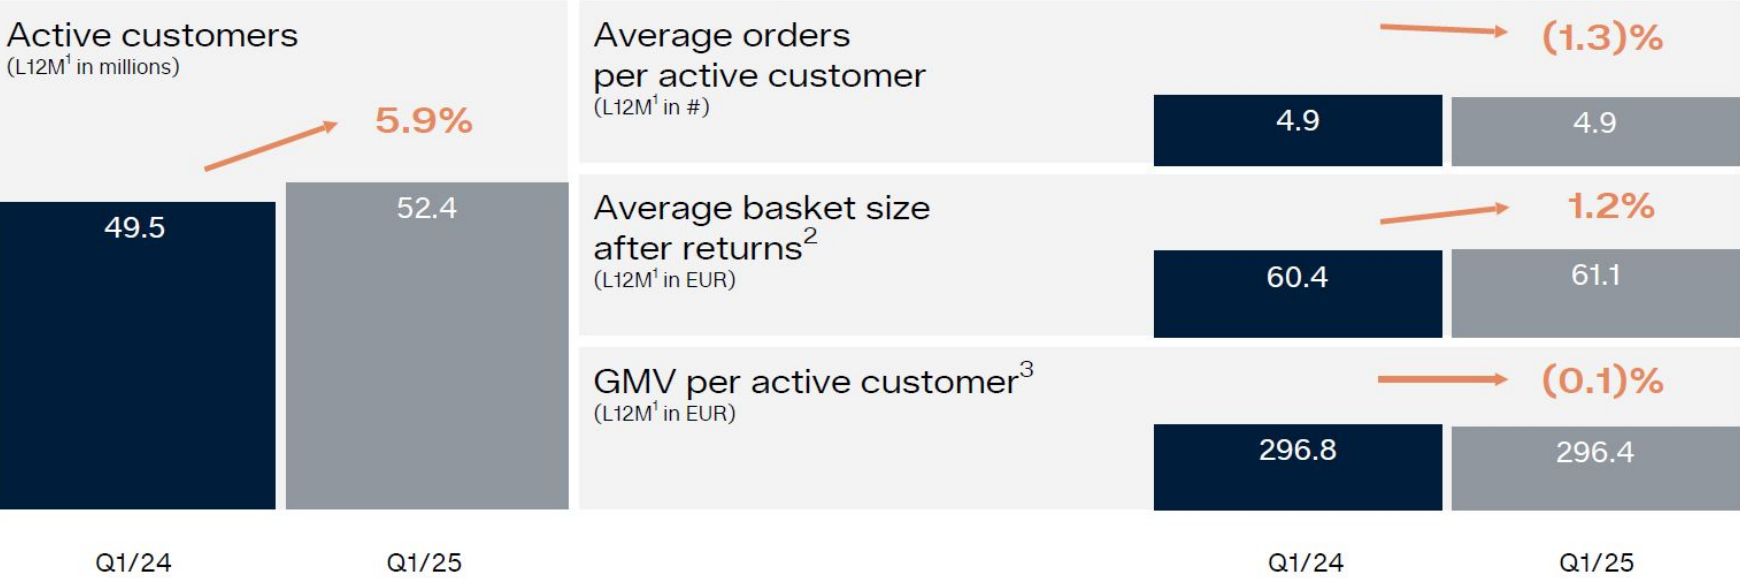 Active customers
(L12M¹ in millions)
5.9%
49.5
52.4
Q1/24
Q1/25
Average orders
per active customer
(L12M¹ in #)
(1.3)%
4.9
4.9
Average basket size
after returns²
(L12M¹ in EUR)
1.2%
60.4
61.1
GMV per active customer³
(L12M¹ in EUR)
(0.1)%
296.8
296.4
Q1/24
Q1/25